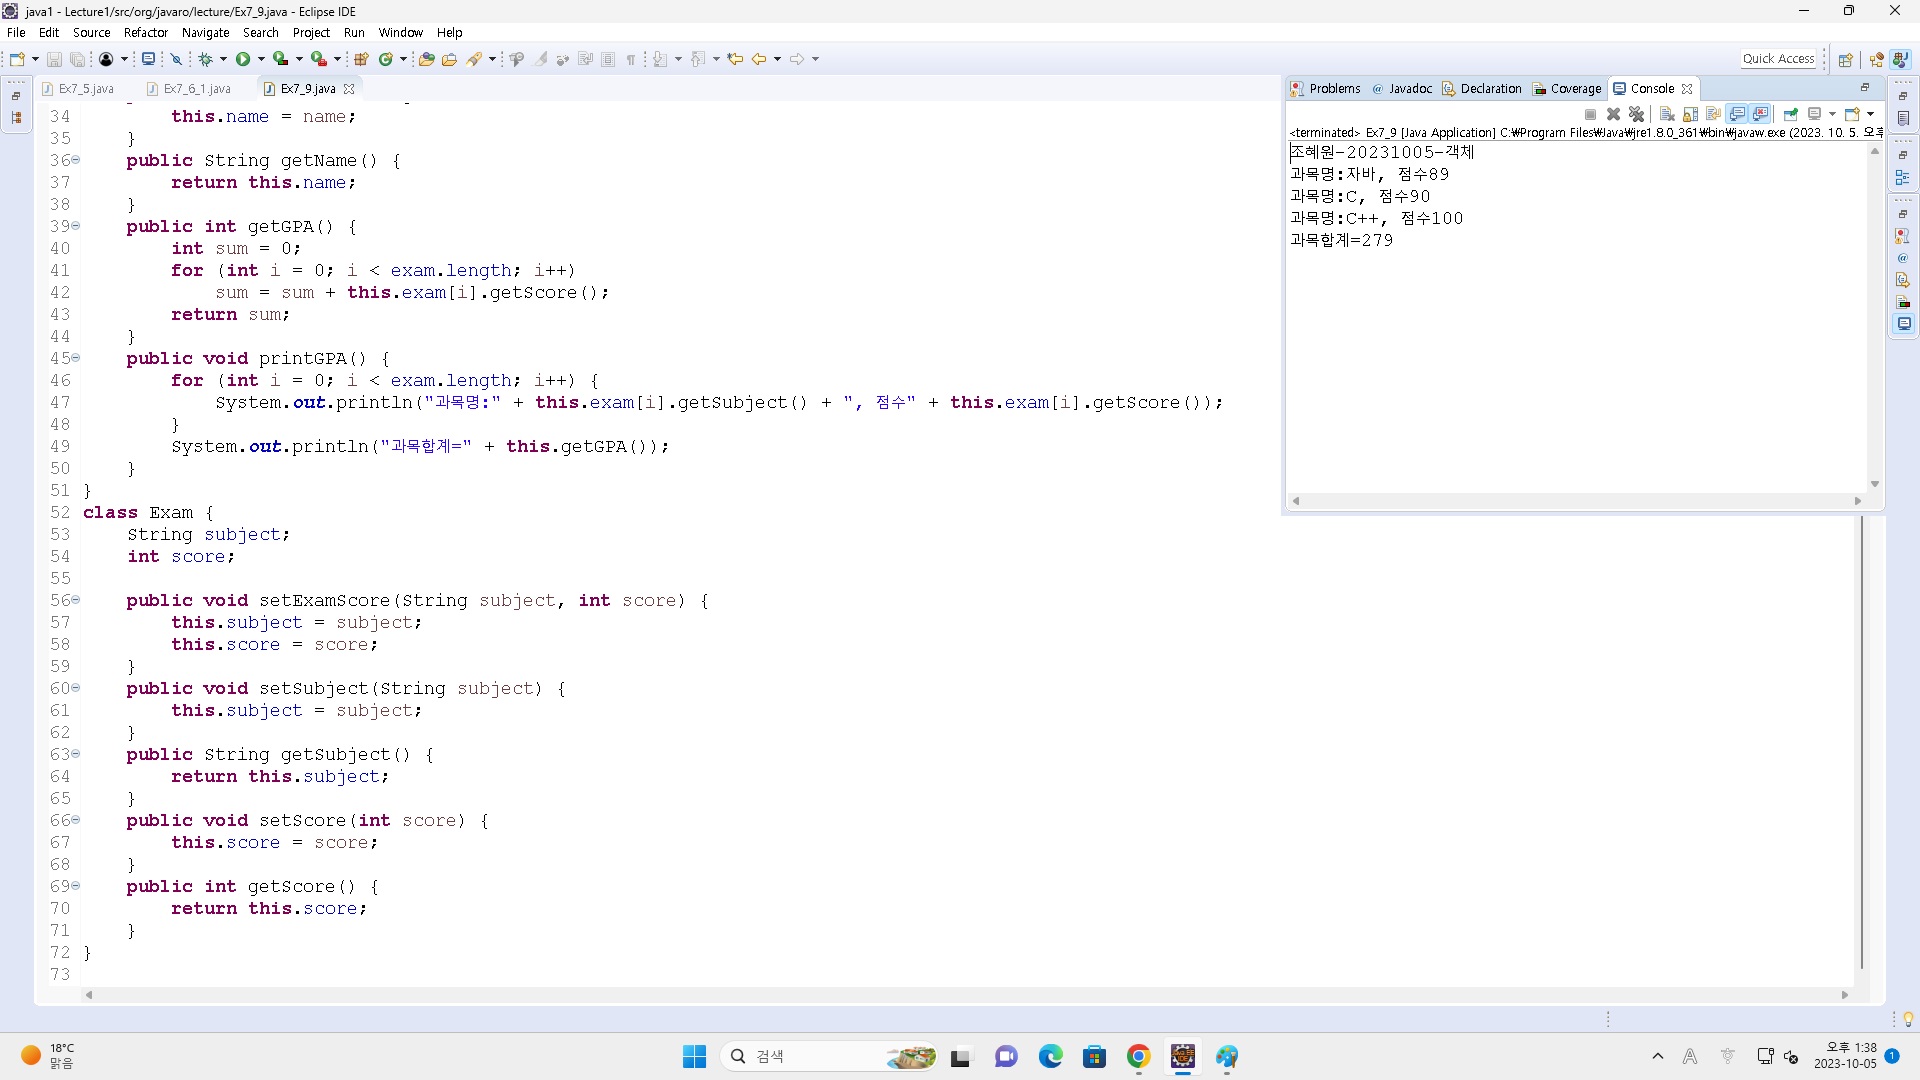 java1 - Lecture1/src/org/javaro/lecture/Ex7_9.java - Eclipse IDE
File Edit Source Refactor Navigate Search Project Run Window Help
Quick Access
Ex7_5.java Ex7_6_1.java Ex7_9.java
34 this.name = name;
35 }
36 public String getName() {
37 return this.name;
38 }
39 public int getGPA() {
40 int sum = 0;
41 for (int i = 0; i < exam.length; i++)
42 sum = sum + this.exam[i].getScore();
43 return sum;
44 }
45 public void printGPA() {
46 for (int i = 0; i < exam.length; i++) {
47 System.out.println("과목명:" + this.exam[i].getSubject() + ", 점수" + this.exam[i].getScore());
48 }
49 System.out.println("과목합계=" + this.getGPA());
50 }
51 }
52 class Exam {
53 String subject;
54 int score;
55
56 public void setExamScore(String subject, int score) {
57 this.subject = subject;
58 this.score = score;
59 }
60 public void setSubject(String subject) {
61 this.subject = subject;
62 }
63 public String getSubject() {
64 return this.subject;
65 }
66 public void setScore(int score) {
67 this.score = score;
68 }
69 public int getScore() {
70 return this.score;
71 }
72 }
73
Problems Javadoc Declaration Coverage Console
<terminated> Ex7_9 [Java Application] C:₩Program Files₩Java₩jre1.8.0_361₩bin₩javaw.exe (2023. 10. 5. 오후
조혜원-20231005-객체
과목명:자바, 점수89
과목명:C, 점수90
과목명:C++, 점수100
과목합계=279
18°C
맑음
검색
A
오후 1:38
2023-10-05
1